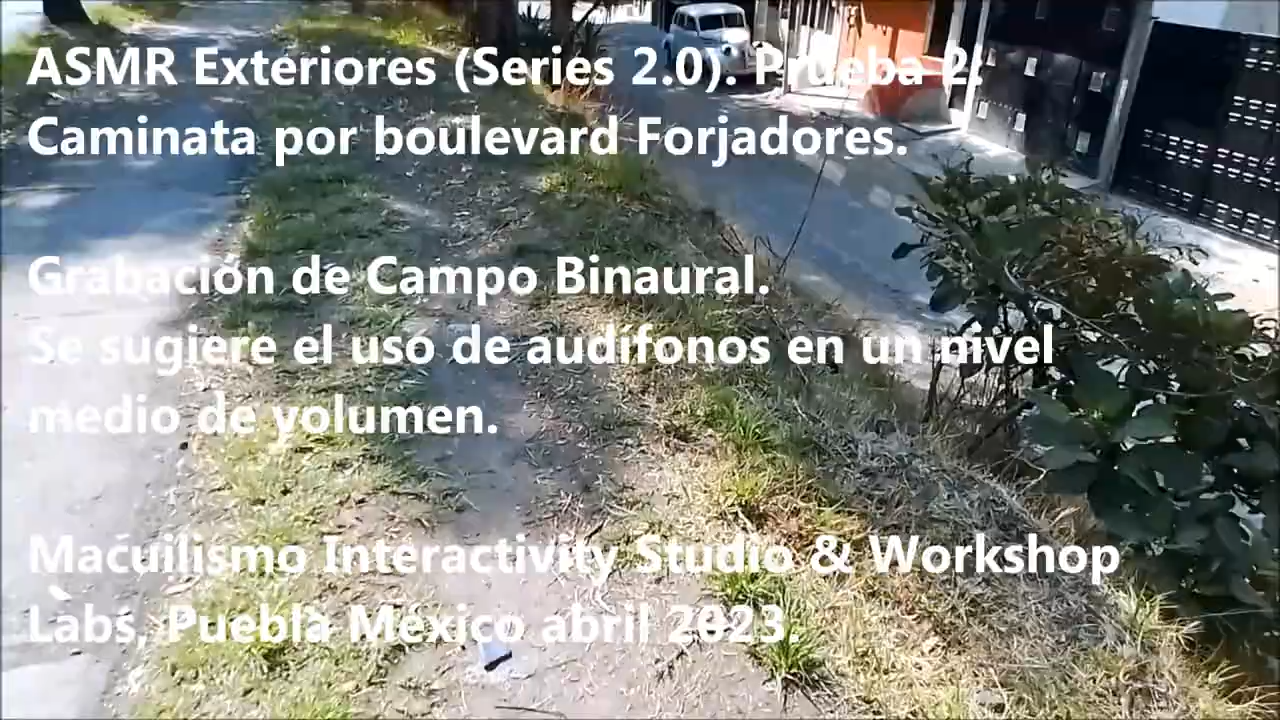 ASMR Exteriores (Series 2.0). Prueba 2.
Caminata por boulevard Forjadores.
Grabación de Campo Binaural.
Se sugiere el uso de audífonos en un nivel
medio de volumen.
Macuilismo Interactivity Studio & Workshop
Labs, Puebla México abril 2023.